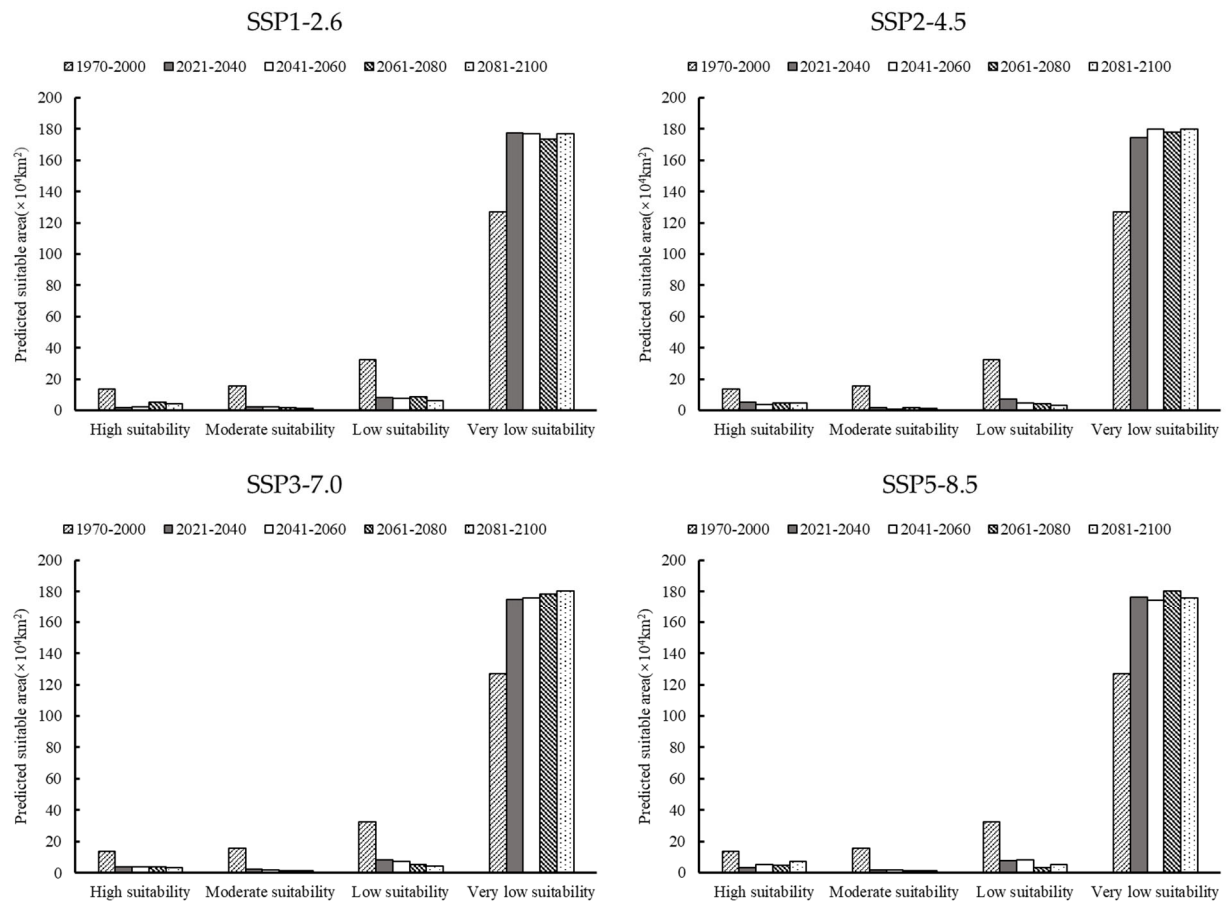 SSP1-2.6
1970-2000 2021-2040 2041-2060 2061-2080 2081-2100
Predicted suitable area(×10⁴km²)
200
180
160
140
120
100
80
60
40
20
0
High suitability Moderate suitability Low suitability Very low suitability
SSP2-4.5
1970-2000 2021-2040 2041-2060 2061-2080 2081-2100
Predicted suitable area(×10⁴km²)
200
180
160
140
120
100
80
60
40
20
0
High suitability Moderate suitability Low suitability Very low suitability
SSP3-7.0
1970-2000 2021-2040 2041-2060 2061-2080 2081-2100
Predicted suitable area(×10⁴km²)
200
180
160
140
120
100
80
60
40
20
0
High suitability Moderate suitability Low suitability Very low suitability
SSP5-8.5
1970-2000 2021-2040 2041-2060 2061-2080 2081-2100
Predicted suitable area(×10⁴km²)
200
180
160
140
120
100
80
60
40
20
0
High suitability Moderate suitability Low suitability Very low suitability